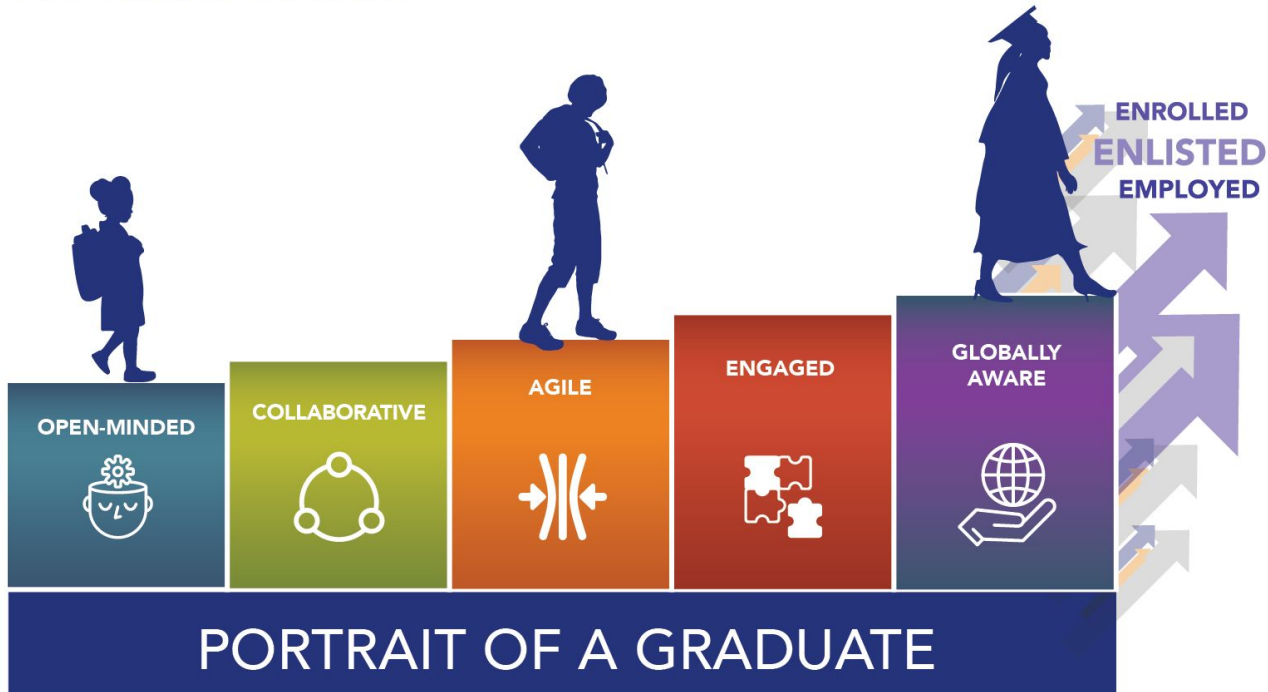 ENROLLED
ENLISTED
EMPLOYED
OPEN-MINDED
COLLABORATIVE
AGILE
ENGAGED
GLOBALLY
AWARE
PORTRAIT OF A GRADUATE